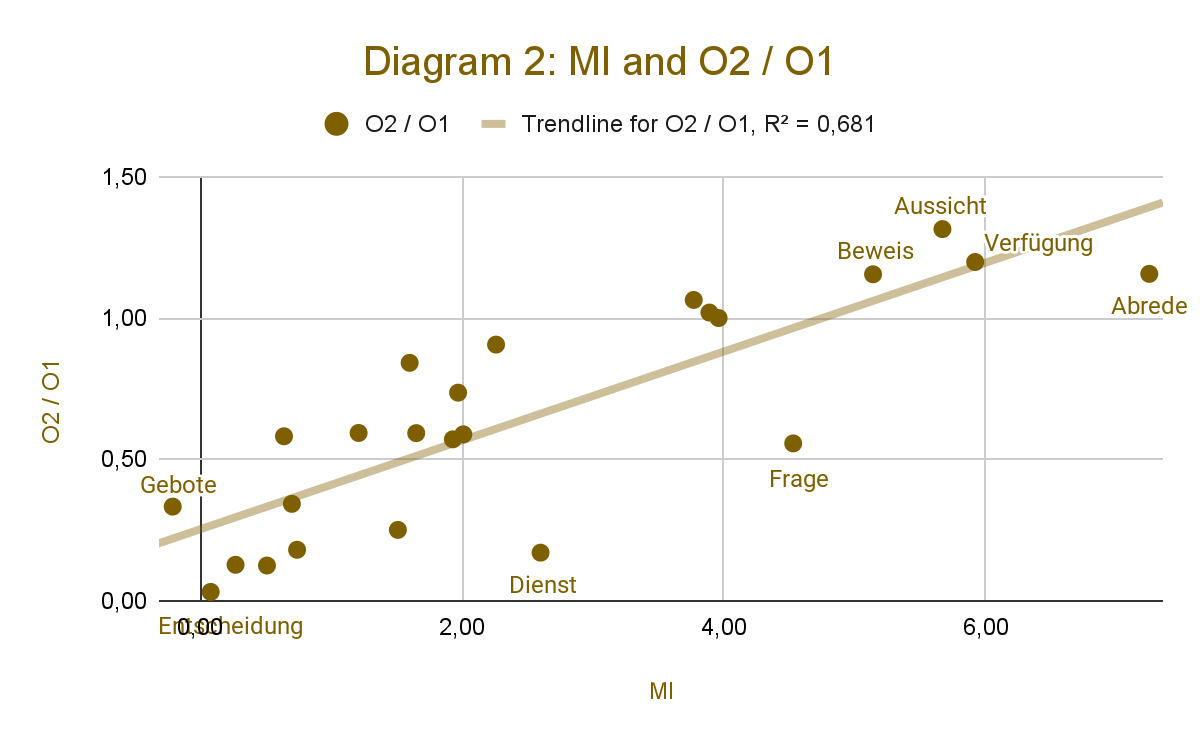 Diagram 2: MI and O2 / O1
O2 / O1
Trendline for O2 / O1, R² = 0,681
1,50
Aussicht
Verfügung
Beweis
Abrede
1,00
O2 / O1
0,50
Frage
Gebote
Dienst
0,00
Entscheidung
0,00
2,00
4,00
6,00
MI